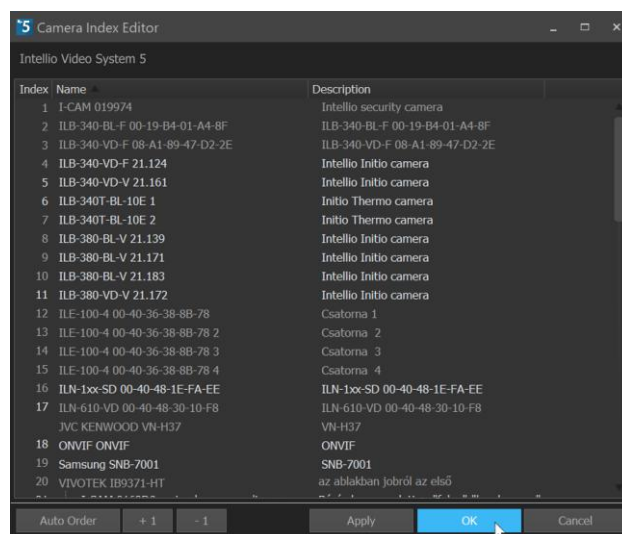 5 Camera Index Editor
Intellio Video System 5
Index Name Description
1 I-CAM 019974 Intellio security camera
2 ILB-340-BL-F 00-19-B4-01-A4-8F ILB-340-BL-F 00-19-B4-01-A4-8F
3 ILB-340-VD-F 08-A1-89-47-D2-2E ILB-340-VD-F 08-A1-89-47-D2-2E
4 ILB-340-VD-F 21.124 Intellio Initio camera
5 ILB-340-VD-V 21.161 Intellio Initio camera
6 ILB-340T-BL-10E 1 Initio Thermo camera
7 ILB-340T-BL-10E 2 Initio Thermo camera
8 ILB-380-BL-V 21.139 Intellio Initio camera
9 ILB-380-BL-V 21.171 Intellio Initio camera
10 ILB-380-BL-V 21.183 Intellio Initio camera
11 ILB-380-VD-V 21.172 Intellio Initio camera
12 ILE-100-4 00-40-36-38-8B-78 Csatorna 1
13 ILE-100-4 00-40-36-38-8B-78 2 Csatorna 2
14 ILE-100-4 00-40-36-38-8B-78 3 Csatorna 3
15 ILE-100-4 00-40-36-38-8B-78 4 Csatorna 4
16 ILN-1xx-SD 00-40-48-1E-FA-EE ILN-1xx-SD 00-40-48-1E-FA-EE
17 ILN-610-VD 00-40-48-30-10-F8 ILN-610-VD 00-40-48-30-10-F8
JVC KENWOOD VN-H37 VN-H37
18 ONVIF ONVIF ONVIF
19 Samsung SNB-7001 SNB-7001
20 VIVOTEK IB9371-HT az ablakban jobról az első
Auto Order + 1 - 1 Apply OK Cancel